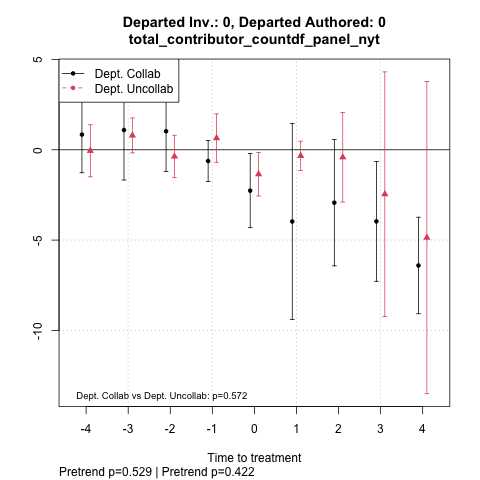 Departed Inv.: 0, Departed Authored: 0
total_contributor_countdf_panel_nyt
Dept. Collab
Dept. Uncollab
5
0
-5
-10
Dept. Collab vs Dept. Uncollab: p=0.572
-4 -3 -2 -1 0 1 2 3 4
Time to treatment
Pretrend p=0.529 | Pretrend p=0.422